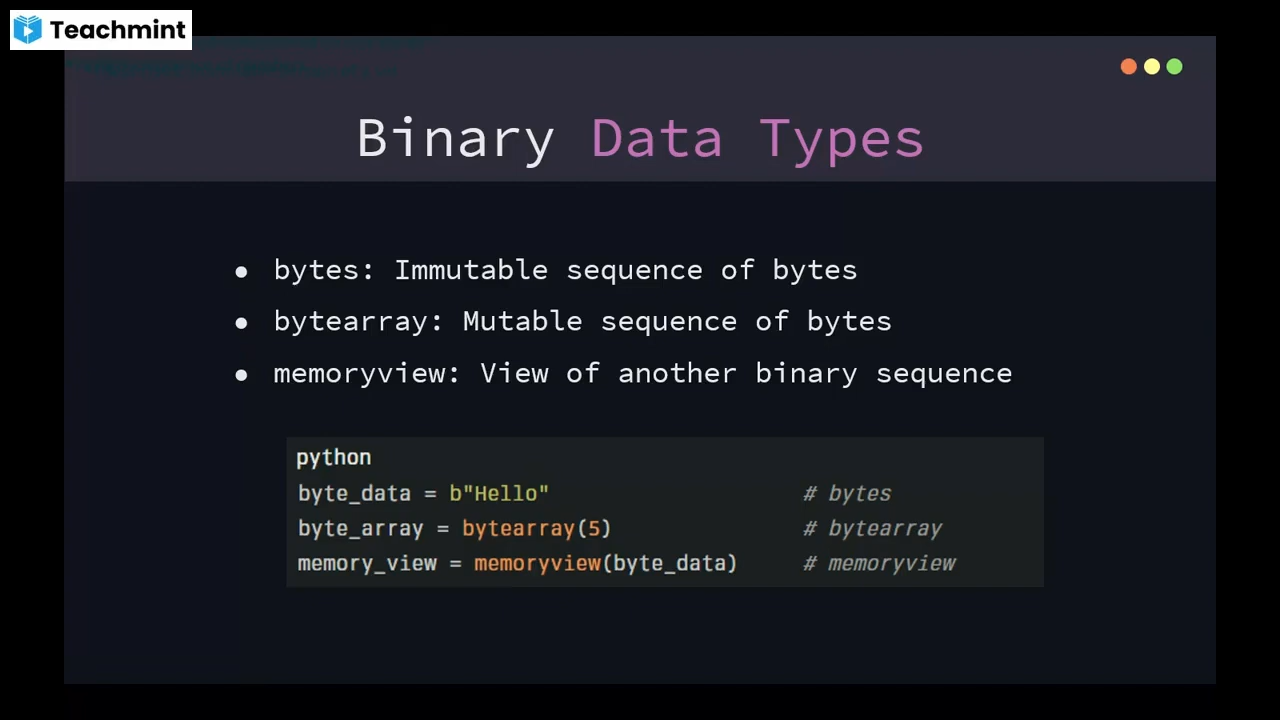 Teachmint
Binary Data Types
● bytes: Immutable sequence of bytes
● bytearray: Mutable sequence of bytes
● memoryview: View of another binary sequence
python
byte_data = b"Hello" # bytes
byte_array = bytearray(5) # bytearray
memory_view = memoryview(byte_data) # memoryview